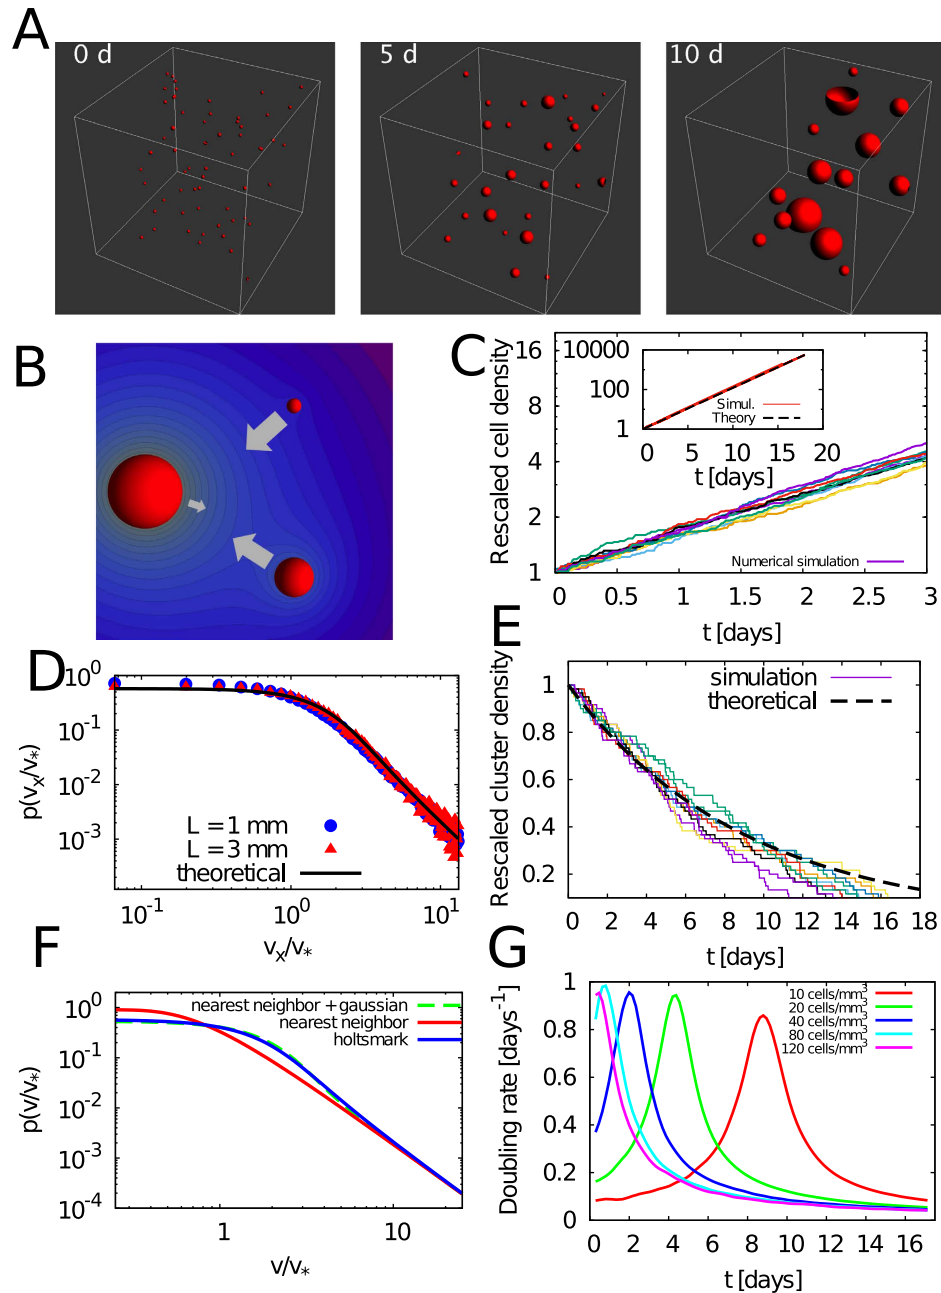 A
0 d
5 d
10 d
B
C
Rescaled cell density
16
8
4
2
1
10000
100
1
Simul.
Theory
0 5 10 15 20
t [days]
Numerical simulation
0 0.5 1 1.5 2 2.5 3
t [days]
D
p(vx/v*)
10^0
10^-1
10^-2
10^-3
L = 1 mm
L = 3 mm
theoretical
10^-1 10^0 10^1
vx/v*
E
Rescaled cluster density
1
0.8
0.6
0.4
0.2
simulation
theoretical
0 2 4 6 8 10 12 14 16 18
t [days]
F
p(v/v*)
10^0
10^-1
10^-2
10^-3
10^-4
nearest neighbor + gaussian
nearest neighbor
holtsmark
1 10
v/v*
G
Doubling rate [days^-1]
1
0.8
0.6
0.4
0.2
0
10 cells/mm^3
20 cells/mm^3
40 cells/mm^3
80 cells/mm^3
120 cells/mm^3
0 2 4 6 8 10 12 14 16
t [days]